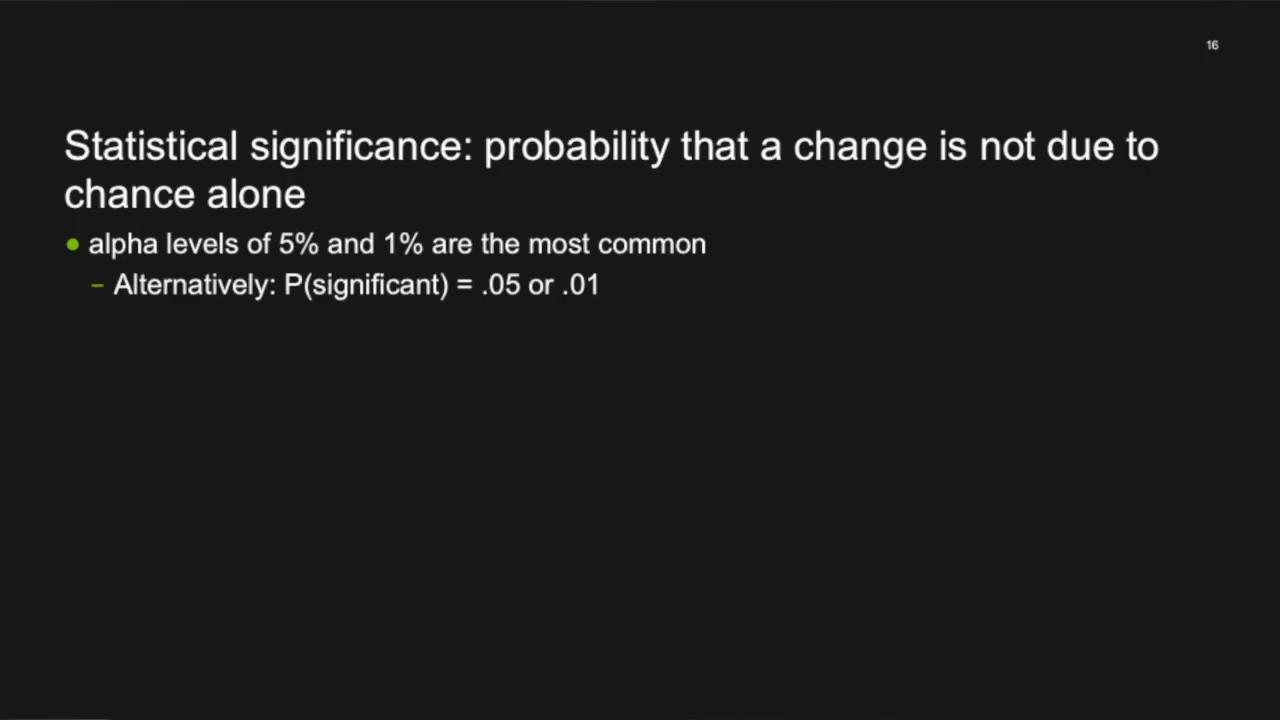 16
Statistical significance: probability that a change is not due to
chance alone
● alpha levels of 5% and 1% are the most common
– Alternatively: P(significant) = .05 or .01